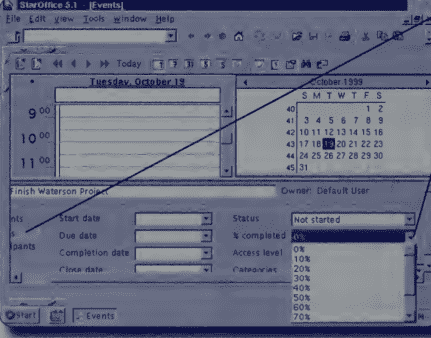 StarOffice 5.1 - [Events]
File Edit View Tools Window Help
Today
Tuesday, October 19
October 1999
S M T W T F S
40 1 2
9 00
41 3 4 5 6 7 8 9
42 10 11 12 13 14 15 16
10 00
43 17 18 19 20 21 22 23
44 24 25 26 27 28 29 30
11 00
45 31
Finish Waterson Project
Owner: Default User
nts Start date Status Not started
s Due date % completed 0%
ipants Completion date Access level 0%
10%
Close date Categories 20%
30%
40%
50%
60%
70%
Start Events